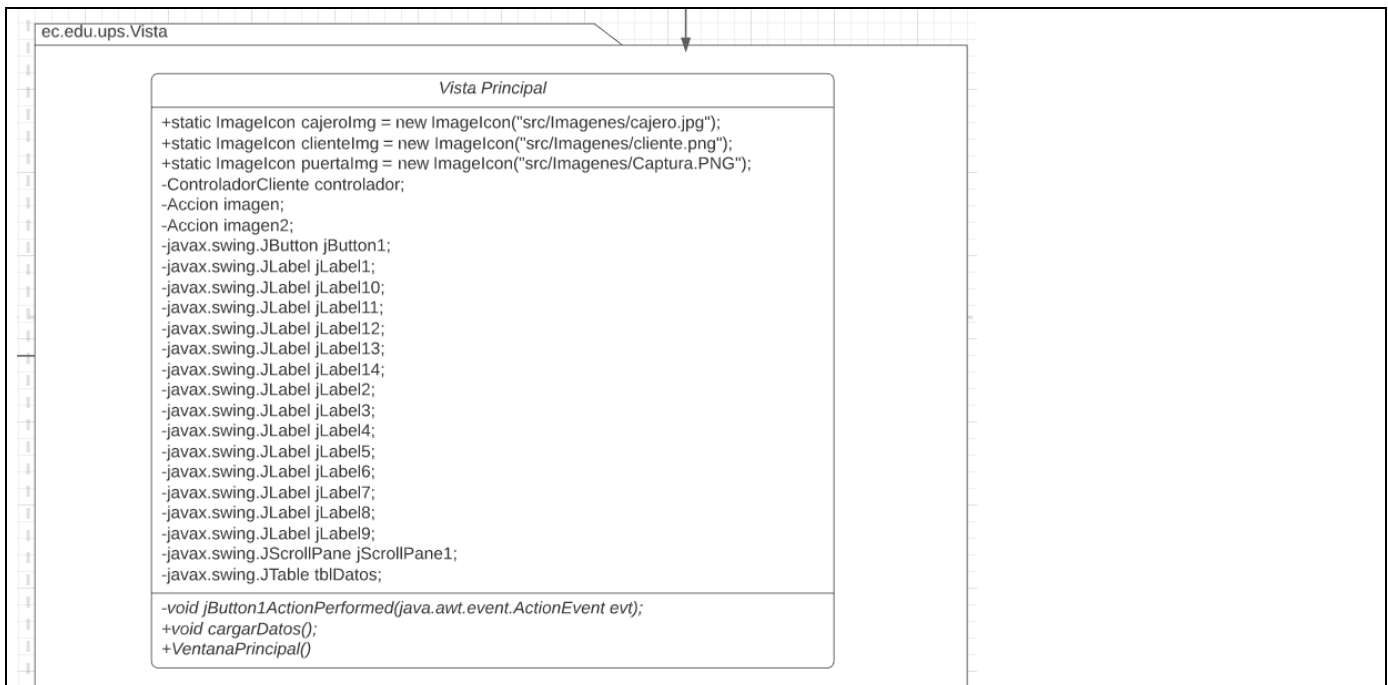 ec.edu.ups.Vista
Vista Principal
+static ImageIcon cajeroImg = new ImageIcon("src/Imagenes/cajero.jpg");
+static ImageIcon clienteImg = new ImageIcon("src/Imagenes/cliente.png");
+static ImageIcon puertaImg = new ImageIcon("src/Imagenes/Captura.PNG");
-ControladorCliente controlador;
-Accion imagen;
-Accion imagen2;
-javax.swing.JButton jButton1;
-javax.swing.JLabel jLabel1;
-javax.swing.JLabel jLabel10;
-javax.swing.JLabel jLabel11;
-javax.swing.JLabel jLabel12;
-javax.swing.JLabel jLabel13;
-javax.swing.JLabel jLabel14;
-javax.swing.JLabel jLabel2;
-javax.swing.JLabel jLabel3;
-javax.swing.JLabel jLabel4;
-javax.swing.JLabel jLabel5;
-javax.swing.JLabel jLabel6;
-javax.swing.JLabel jLabel7;
-javax.swing.JLabel jLabel8;
-javax.swing.JLabel jLabel9;
-javax.swing.JScrollPane jScrollPane1;
-javax.swing.JTable tblDatos;
-void jButton1ActionPerformed(java.awt.event.ActionEvent evt);
+void cargarDatos();
+VentanaPrincipal()